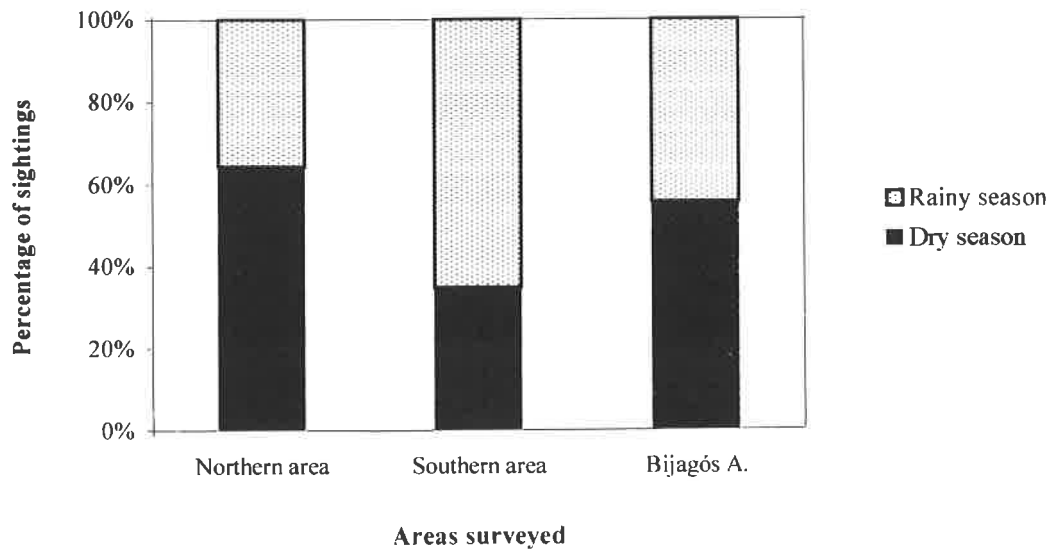 100%
80%
60%
40%
20%
0%
Percentage of sightings
Northern area
Southern area
Bijagós A.
Areas surveyed
Rainy season
Dry season